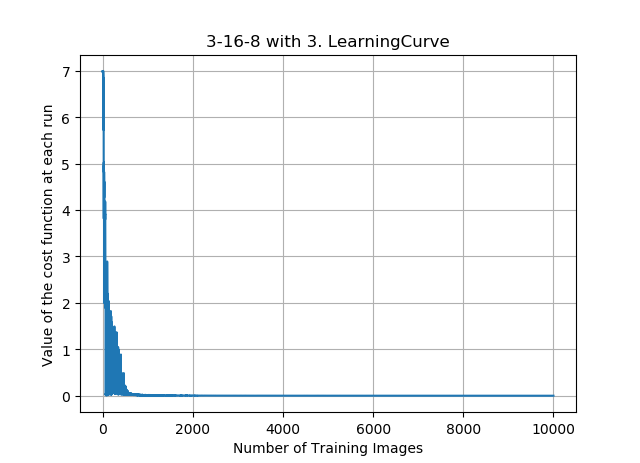 3-16-8 with 3. LearningCurve
7
6
5
4
3
2
1
0
Value of the cost function at each run
0 2000 4000 6000 8000 10000
Number of Training Images